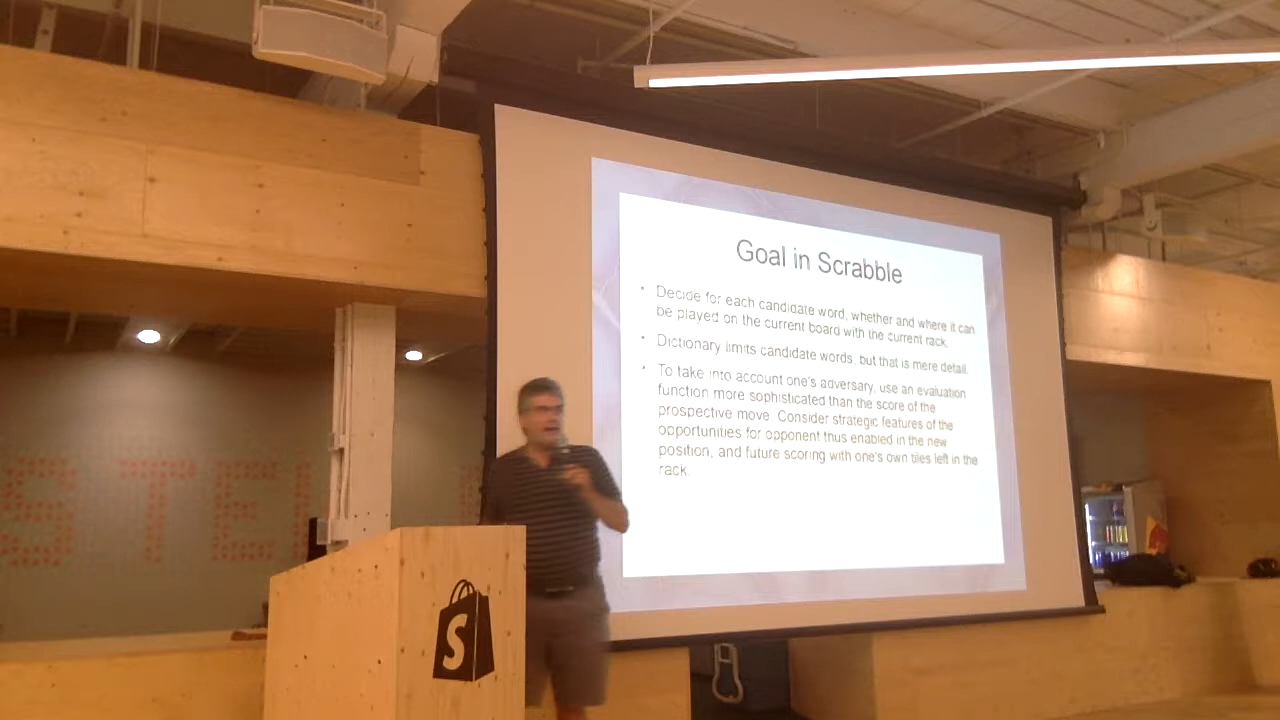 Goal in Scrabble
• Decide for each candidate word, whether and where it can
be played on the current board with the current rack.
• Dictionary limits candidate words, but that is mere detail.
• To take into account one's adversary, use an evaluation
function more sophisticated than the score of the
prospective move. Consider strategic features of the
opportunities for opponent thus enabled in the new
position, and future scoring with one's own tiles left in the
rack.
STE
S